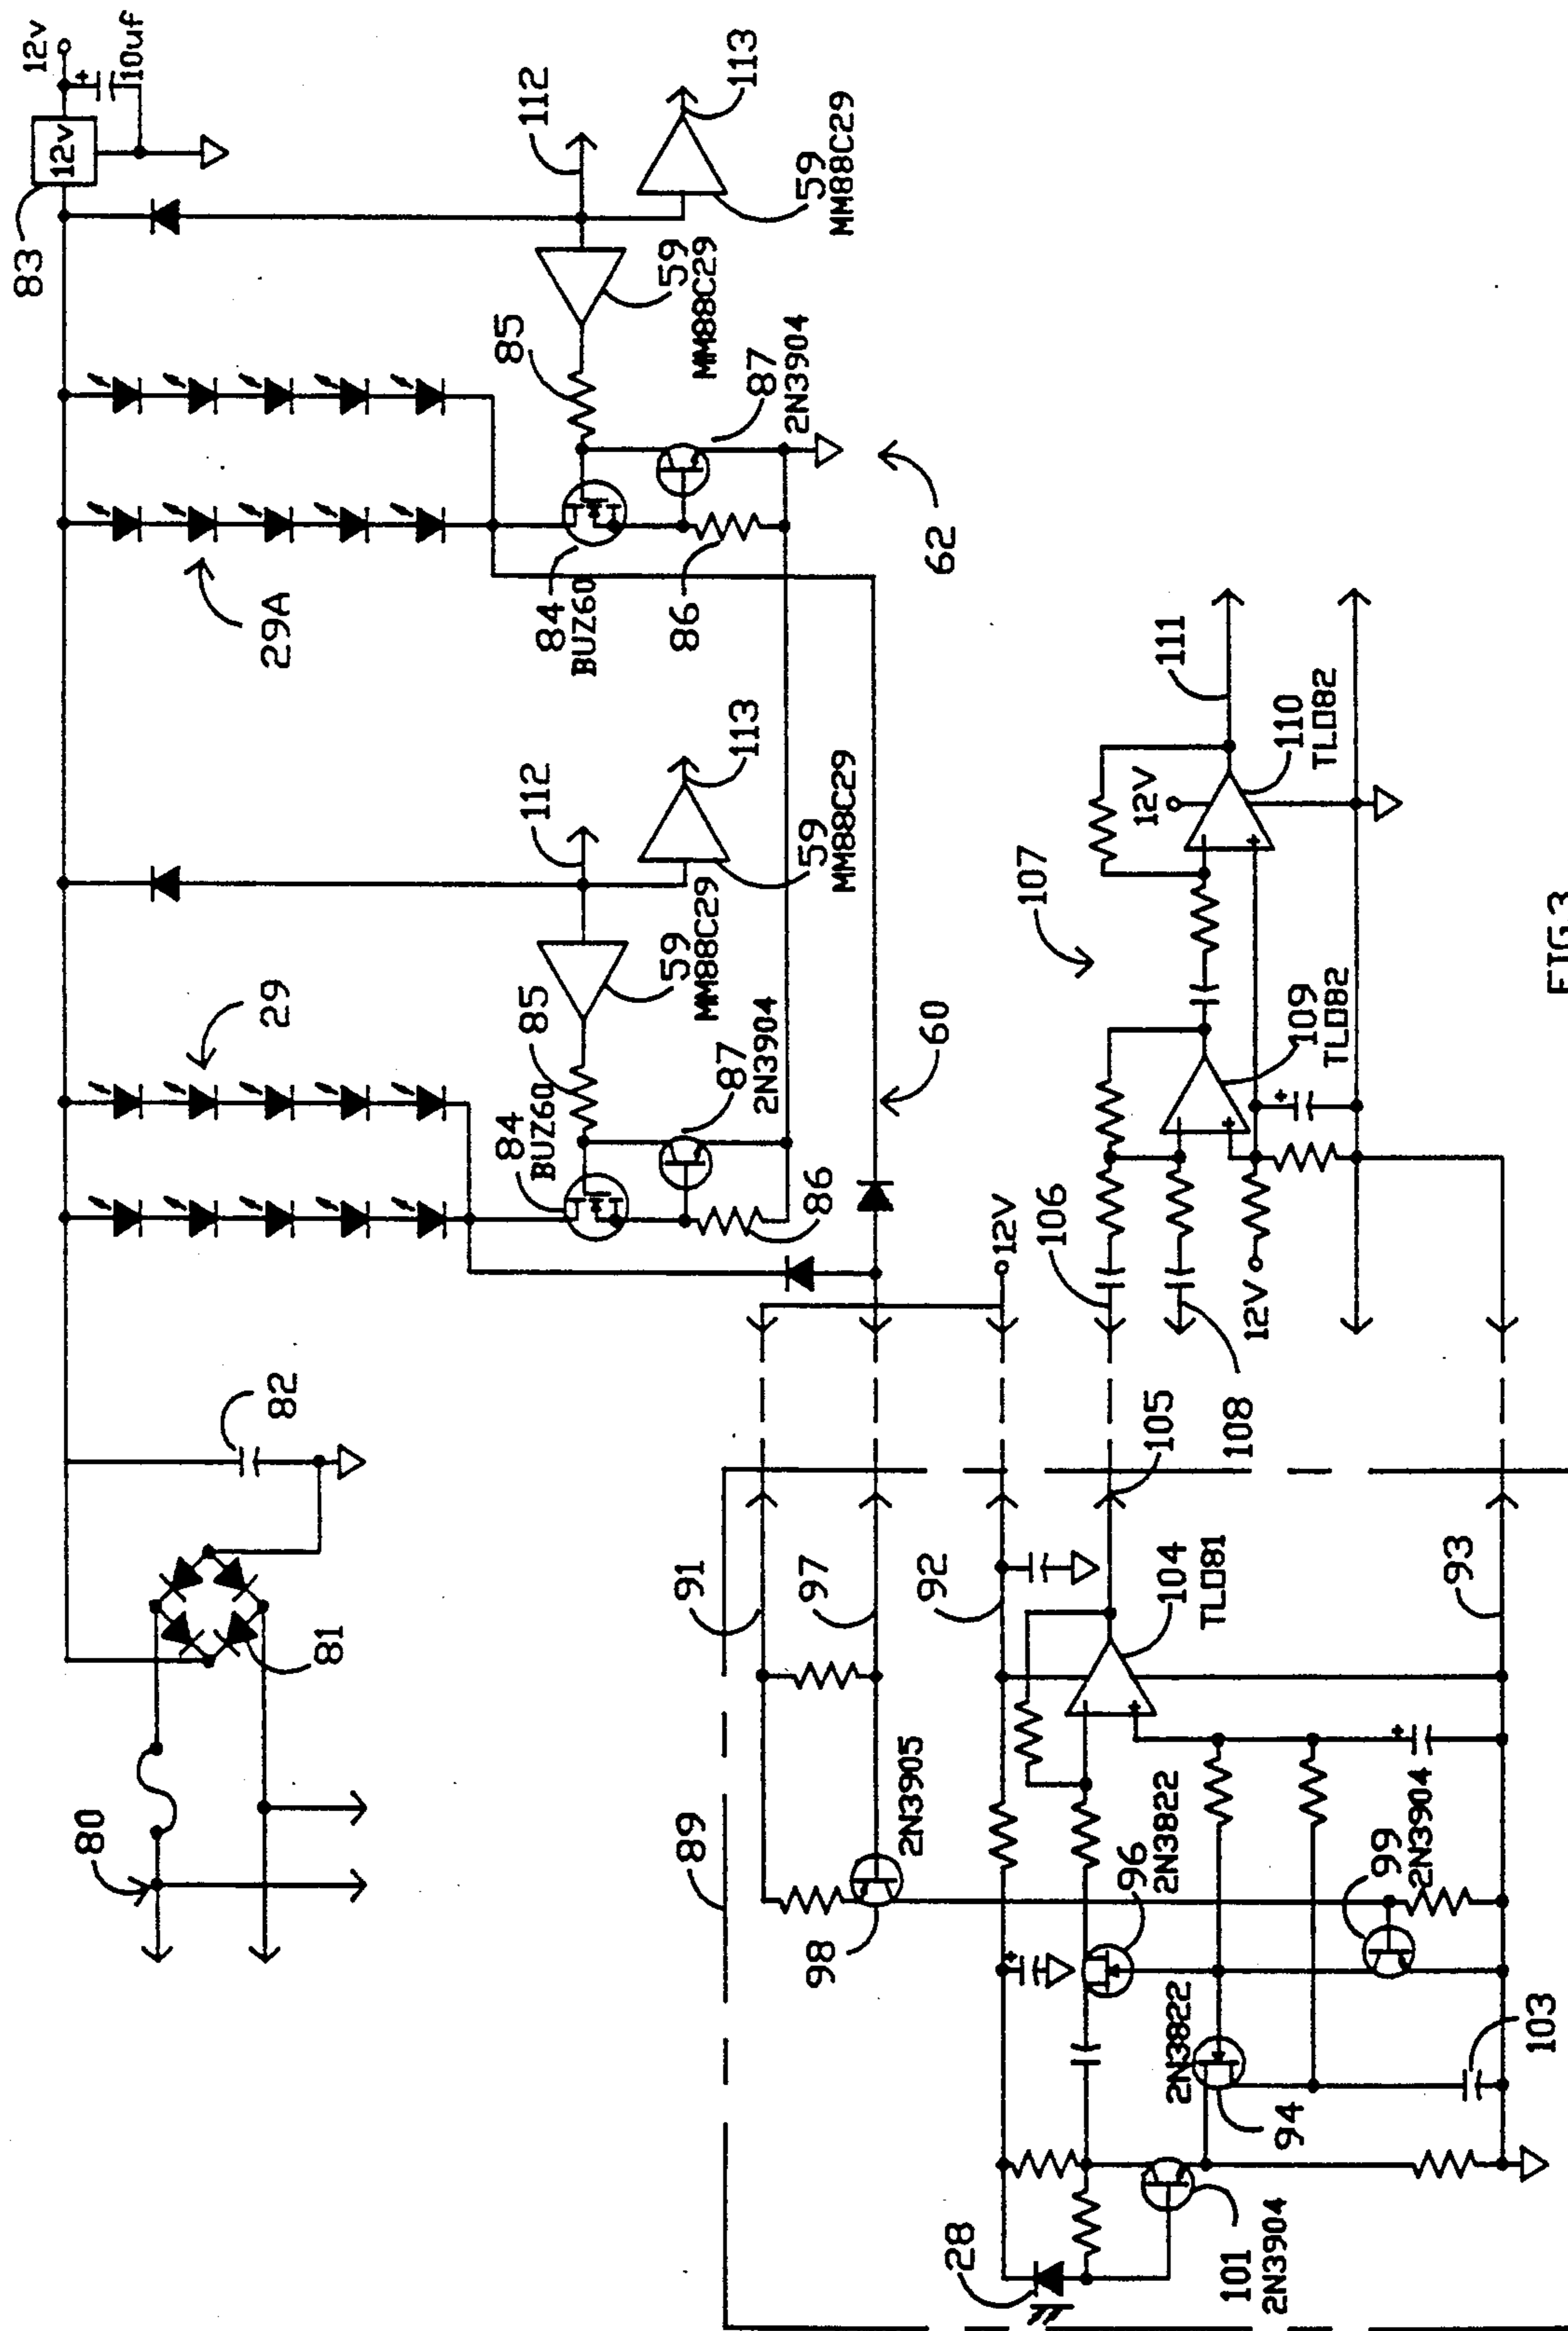 12v
10uf
12v
83
112
113
59
MM88C29
59
MM88C29
85
87
2N3904
84
BUZ60
86
62
29A
112
113
59
MM88C29
59
MM88C29
29
85
87
2N3904
84
BUZ60
86
60
82
81
80
12V
111
110
TL082
12V
107
109
TL082
106
12V
108
105
89
91
97
92
93
104
TL081
2N3905
98
96
2N3822
99
2N3904
2N3822
94
103
28
101
2N3904
FIG.3